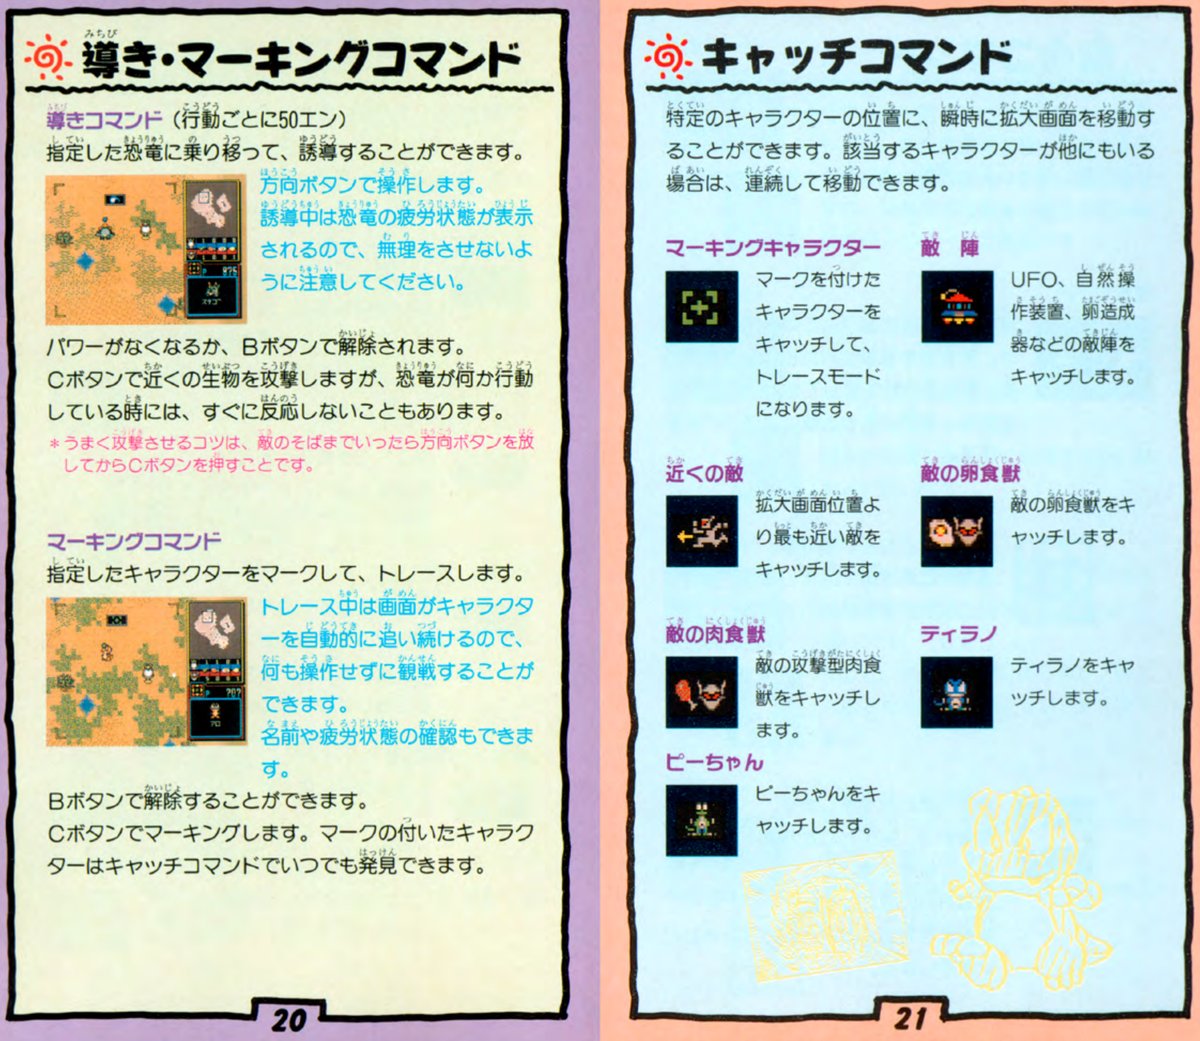 みちび
導き・マーキングコマンド
導きコマンド（行動ごとに50エン）
指定した恐竜に乗り移って、誘導することができます。
方向ボタンで操作します。
誘導中は恐竜の疲労状態が表示
されるので、無理をさせないよ
うに注意してください。
パワーがなくなるか、Bボタンで解除されます。
Cボタンで近くの生物を攻撃しますが、恐竜が何か行動
している時には、すぐに反応しないこともあります。
＊うまく攻撃させるコツは、敵のそばまでいったら方向ボタンを放
してからCボタンを押すことです。
マーキングコマンド
指定したキャラクターをマークして、トレースします。
トレース中は画面がキャラクタ
ーを自動的に追い続けるので、
何も操作せずに観戦することが
できます。
名前や疲労状態の確認もできま
す。
Bボタンで解除することができます。
Cボタンでマーキングします。マークの付いたキャラク
ターはキャッチコマンドでいつでも発見できます。
20
キャッチコマンド
特定のキャラクターの位置に、瞬時に拡大画面を移動す
ることができます。該当するキャラクターが他にもいる
場合は、連続して移動できます。
マーキングキャラクター
マークを付けた
キャラクターを
キャッチして、
トレースモード
になります。
敵陣
UFO、自然操
作装置、卵造成
器などの敵陣を
キャッチします。
近くの敵
拡大画面位置よ
り最も近い敵を
キャッチします。
敵の卵食獣
敵の卵食獣をキ
ャッチします。
敵の肉食獣
敵の攻撃型肉食
獣をキャッチし
ます。
ティラノ
ティラノをキャ
ッチします。
ピーちゃん
ピーちゃんをキ
ャッチします。
21